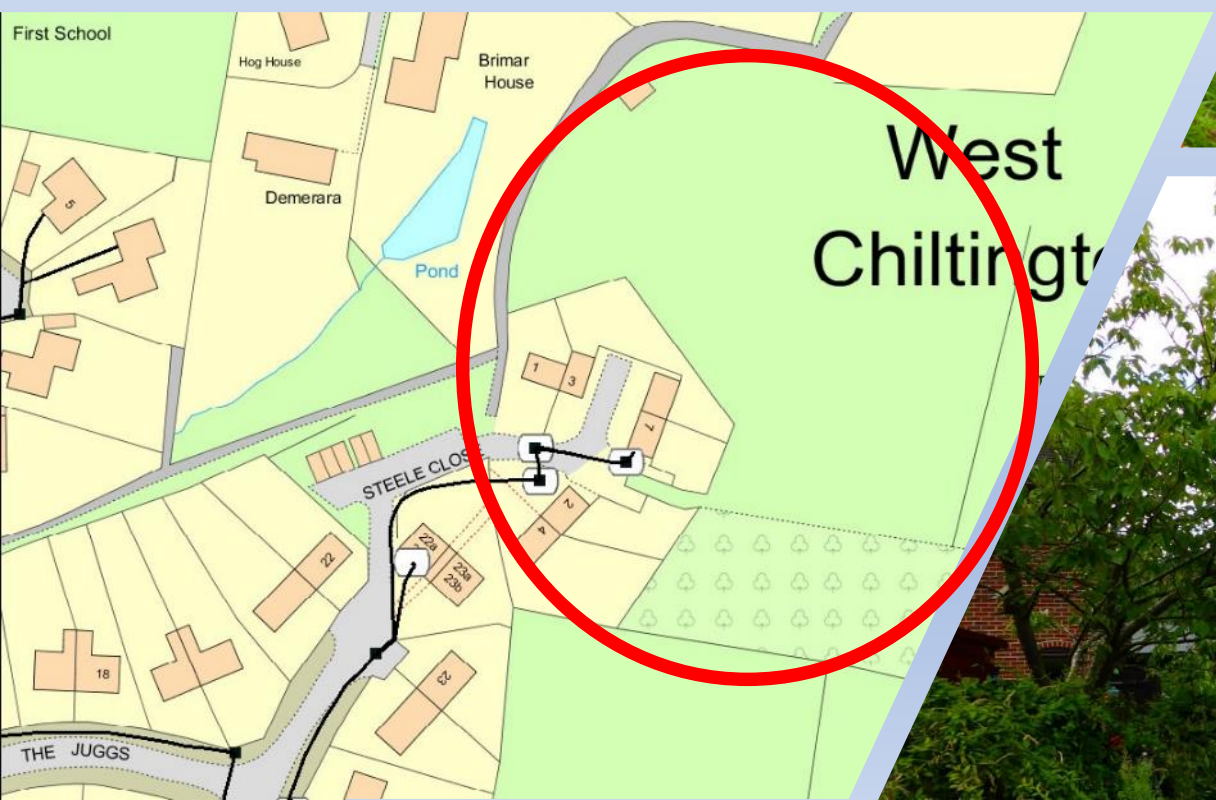 First School
Hog House
Brimar
House
West
Demerara
5
Chiltingt
Pond
1
3
7
STEELE CLOSE
2
4
22a
22
23a
23b
18
23
THE JUGGS